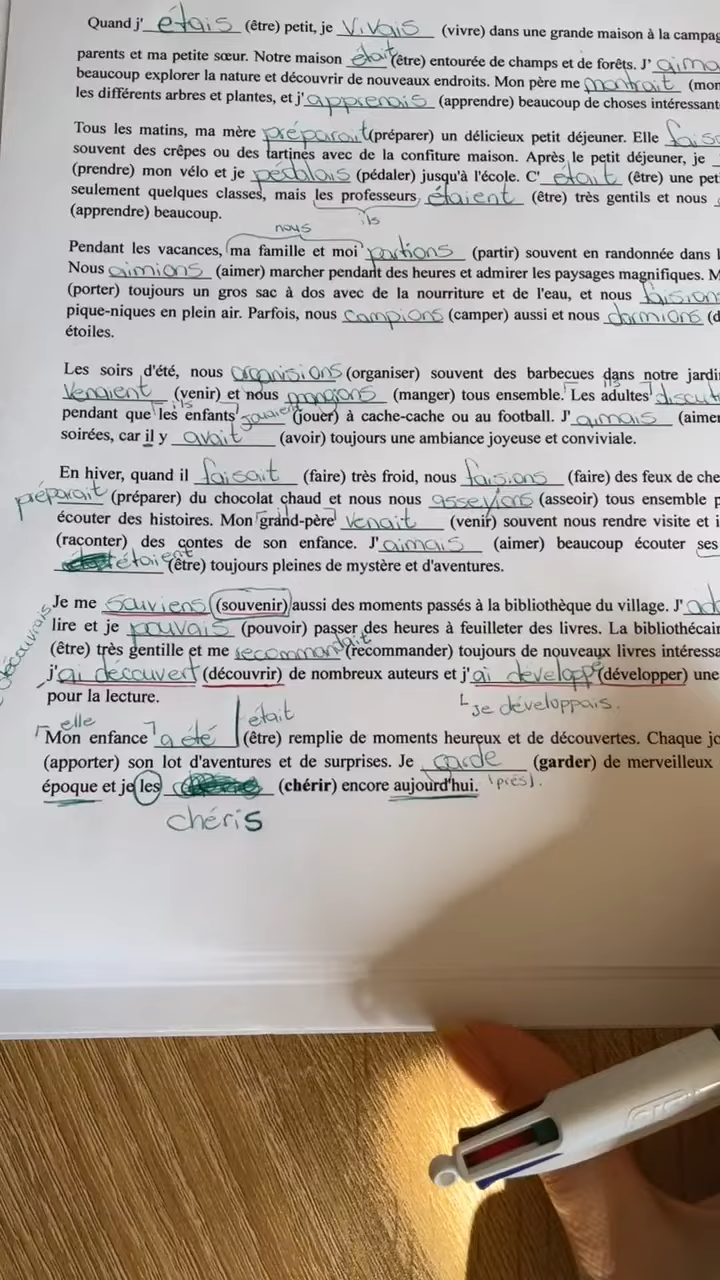 Quand j' étais (être) petit, je vivais (vivre) dans une grande maison à la campag
parents et ma petite sœur. Notre maison était (être) entourée de champs et de forêts. J' aima
beaucoup explorer la nature et découvrir de nouveaux endroits. Mon père me montrait (mon
les différents arbres et plantes, et j' apprenais (apprendre) beaucoup de choses intéressant
Tous les matins, ma mère préparait (préparer) un délicieux petit déjeuner. Elle faisa
souvent des crêpes ou des tartines avec de la confiture maison. Après le petit déjeuner, je
(prendre) mon vélo et je pédalais (pédaler) jusqu'à l'école. C' était (être) une pet
seulement quelques classes, mais les professeurs étaient (être) très gentils et nous
(apprendre) beaucoup.
ils
nous
Pendant les vacances, ma famille et moi partions (partir) souvent en randonnée dans l
Nous aimions (aimer) marcher pendant des heures et admirer les paysages magnifiques. M
(porter) toujours un gros sac à dos avec de la nourriture et de l'eau, et nous faisions
pique-niques en plein air. Parfois, nous campions (camper) aussi et nous dormions (d
étoiles.
Les soirs d'été, nous organisions (organiser) souvent des barbecues dans notre jardi
ils
venaient (venir) et nous mangions (manger) tous ensemble. Les adultes discut
ils
pendant que les enfants jouaient (jouer) à cache-cache ou au football. J' aimais (aimer
soirées, car il y avait (avoir) toujours une ambiance joyeuse et conviviale.
En hiver, quand il faisait (faire) très froid, nous faisions (faire) des feux de che
préparait (préparer) du chocolat chaud et nous nous asseyions (asseoir) tous ensemble p
écouter des histoires. Mon grand-père venait (venir) souvent nous rendre visite et i
(raconter) des contes de son enfance. J' aimais (aimer) beaucoup écouter ses
étaient (être) toujours pleines de mystère et d'aventures.
Je me souviens (souvenir) aussi des moments passés à la bibliothèque du village. J' ado
lire et je pouvais (pouvoir) passer des heures à feuilleter des livres. La bibliothécair
(être) très gentille et me recommandait (recommander) toujours de nouveaux livres intéressa
découvrais
j' ai découvert (découvrir) de nombreux auteurs et j' ai développé (développer) une
pour la lecture.
je développais.
elle
était
Mon enfance a été (être) remplie de moments heureux et de découvertes. Chaque jo
(apporter) son lot d'aventures et de surprises. Je garde (garder) de merveilleux
époque et je les (chérir) encore aujourd'hui. (prés).
chéris